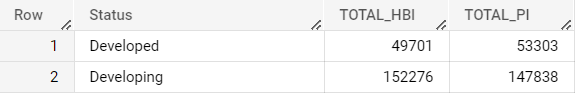 Row Status TOTAL_HBI TOTAL_PI
1 Developed 49701 53303
2 Developing 152276 147838